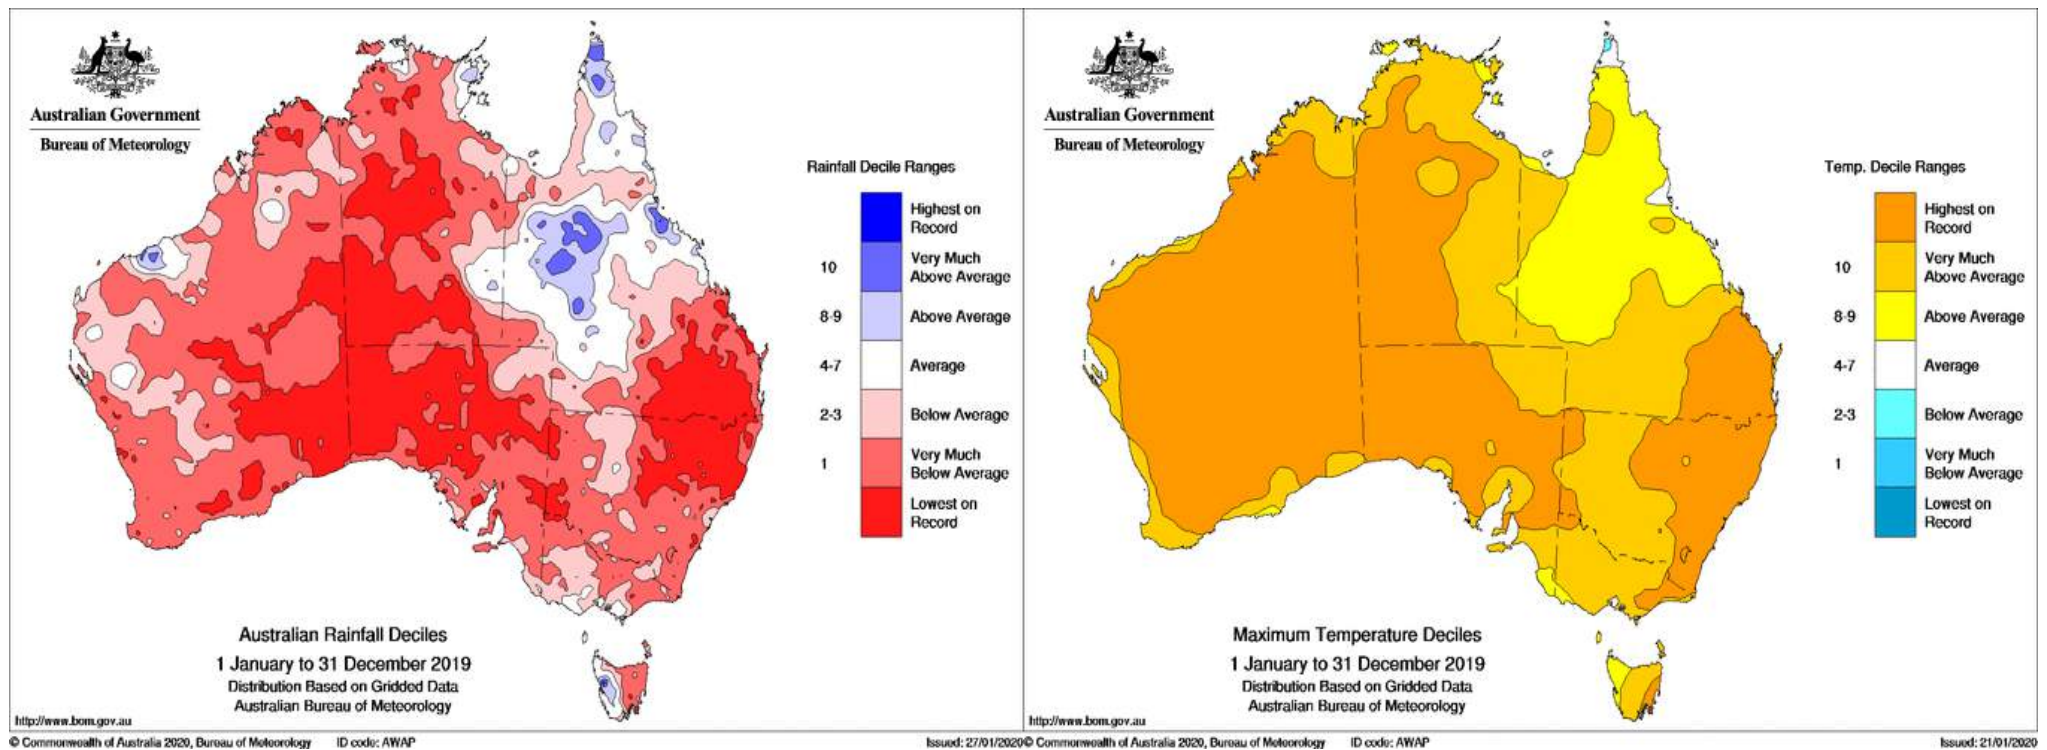 Australian Government
Bureau of Meteorology
Rainfall Decile Ranges
Highest on
Record
10
Very Much
Above Average
8-9
Above Average
4-7
Average
2-3
Below Average
1
Very Much
Below Average
Lowest on
Record
Australian Rainfall Deciles
1 January to 31 December 2019
Distribution Based on Gridded Data
Australian Bureau of Meteorology
http://www.bom.gov.au
© Commonwealth of Australia 2020, Bureau of Meteorology ID code: AWAP Issued: 27/01/2020
Australian Government
Bureau of Meteorology
Temp. Decile Ranges
Highest on
Record
10
Very Much
Above Average
8-9
Above Average
4-7
Average
2-3
Below Average
1
Very Much
Below Average
Lowest on
Record
Maximum Temperature Deciles
1 January to 31 December 2019
Distribution Based on Gridded Data
Australian Bureau of Meteorology
http://www.bom.gov.au
© Commonwealth of Australia 2020, Bureau of Meteorology ID code: AWAP Issued: 21/01/2020